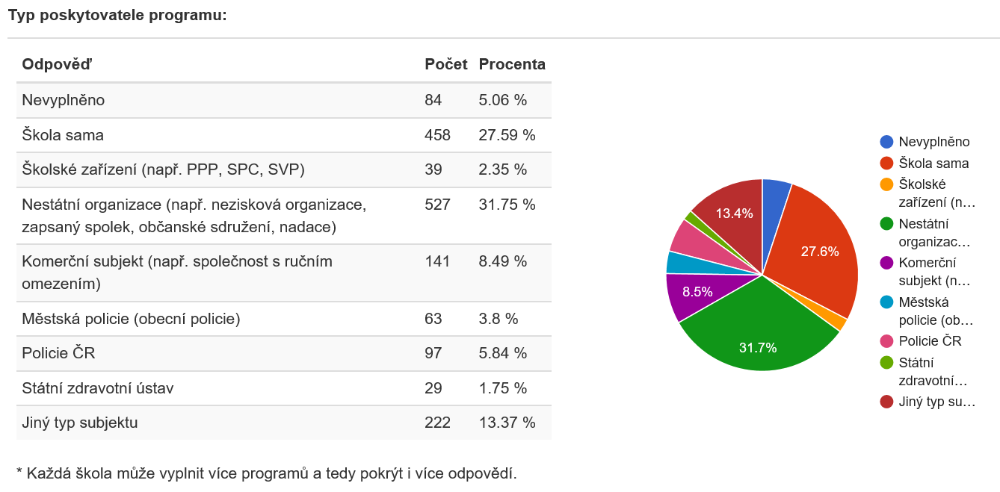 Typ poskytovatele programu:
Odpověď Počet Procenta
Nevyplněno 84 5.06 %
Škola sama 458 27.59 %
Školské zařízení (např. PPP, SPC, SVP) 39 2.35 %
Nestátní organizace (např. nezisková organizace, 527 31.75 %
zapsaný spolek, občanské sdružení, nadace)
Komerční subjekt (např. společnost s ručním 141 8.49 %
omezením)
Městská policie (obecní policie) 63 3.8 %
Policie ČR 97 5.84 %
Státní zdravotní ústav 29 1.75 %
Jiný typ subjektu 222 13.37 %
13.4%
27.6%
8.5%
31.7%
Nevyplněno
Škola sama
Školské
zařízení (n…
Nestátní
organizac…
Komerční
subjekt (n…
Městská
policie (ob…
Policie ČR
Státní
zdravotní…
Jiný typ su…
* Každá škola může vyplnit více programů a tedy pokrýt i více odpovědí.